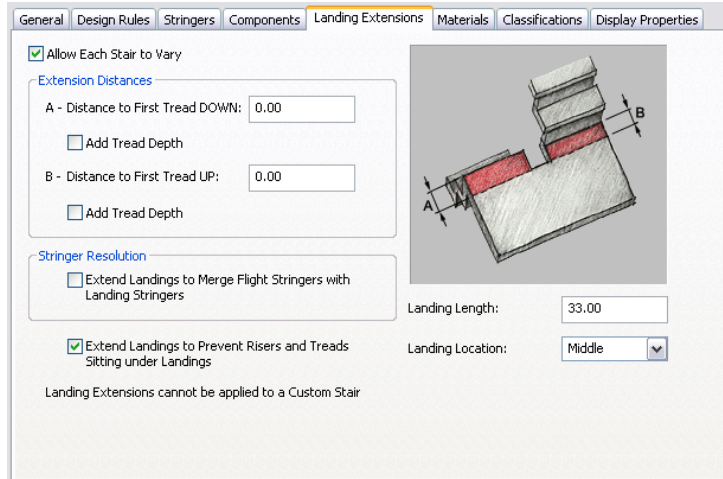 General Design Rules Stringers Components Landing Extensions Materials Classifications Display Properties
Allow Each Stair to Vary
Extension Distances
A - Distance to First Tread DOWN: 0.00
Add Tread Depth
B - Distance to First Tread UP: 0.00
Add Tread Depth
A
B
Stringer Resolution
Extend Landings to Merge Flight Stringers with
Landing Stringers
Landing Length: 33.00
Extend Landings to Prevent Risers and Treads
Sitting under Landings
Landing Location: Middle
Landing Extensions cannot be applied to a Custom Stair